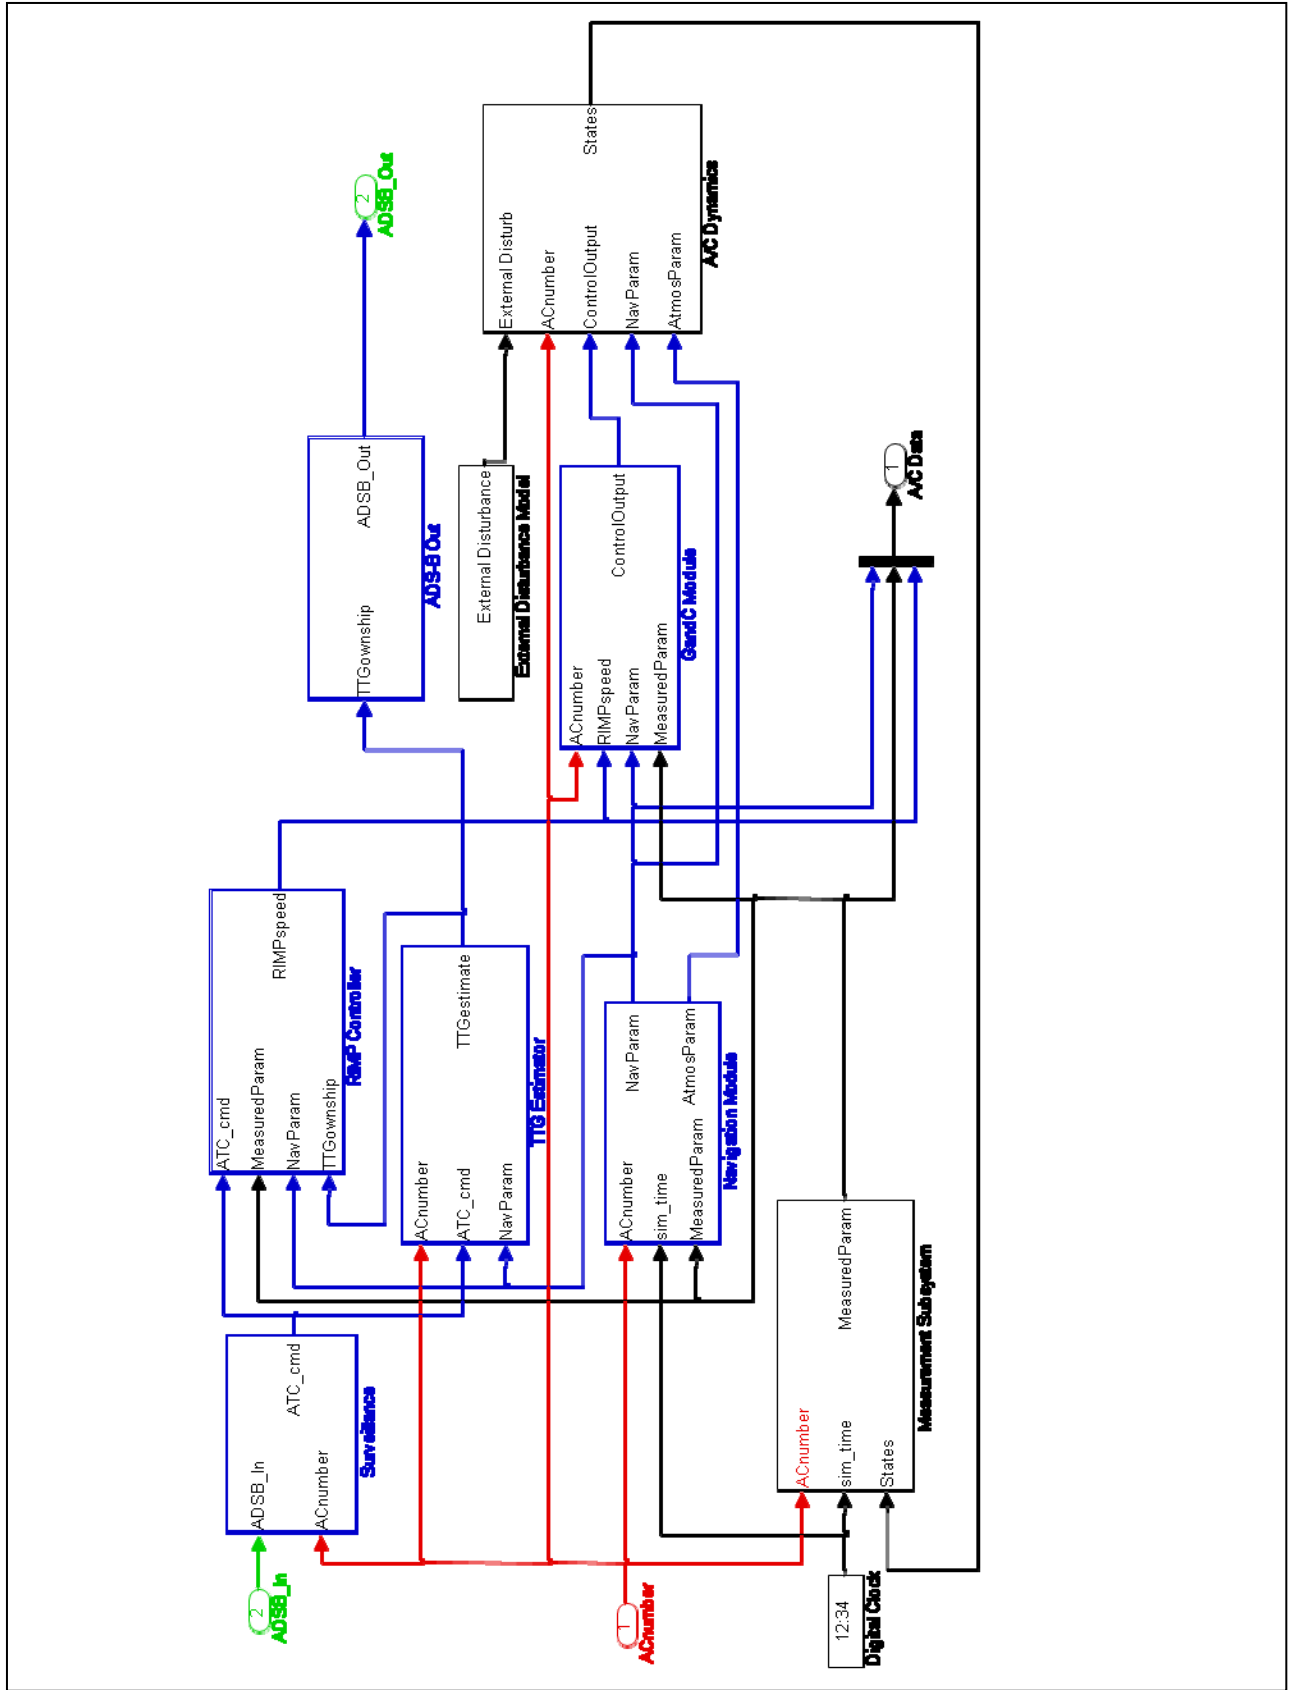 2
ADSB_In
ADSB_In
ACnumber
ATC_cmd
Surveillance
ATC_cmd
MeasuredParam
NavParam
TTGownship
RIMPspeed
RIMP Controller
ACnumber
ATC_cmd
NavParam
TTGestimate
TTG Estimator
TTGownship
ADSB_Out
ADS-B Out
2
ADSB_Out
External Disturbance
External Disturbance Model
1
ACnumber
ACnumber
sim_time
MeasuredParam
NavParam
AtmosParam
Navigation Module
ACnumber
RIMPspeed
NavParam
MeasuredParam
ControlOutput
GandC Module
External Disturb
ACnumber
ControlOutput
NavParam
AtmosParam
States
A/C Dynamics
12:34
Digital Clock
ACnumber
sim_time
States
MeasuredParam
Measurement Subsystem
1
A/C Data